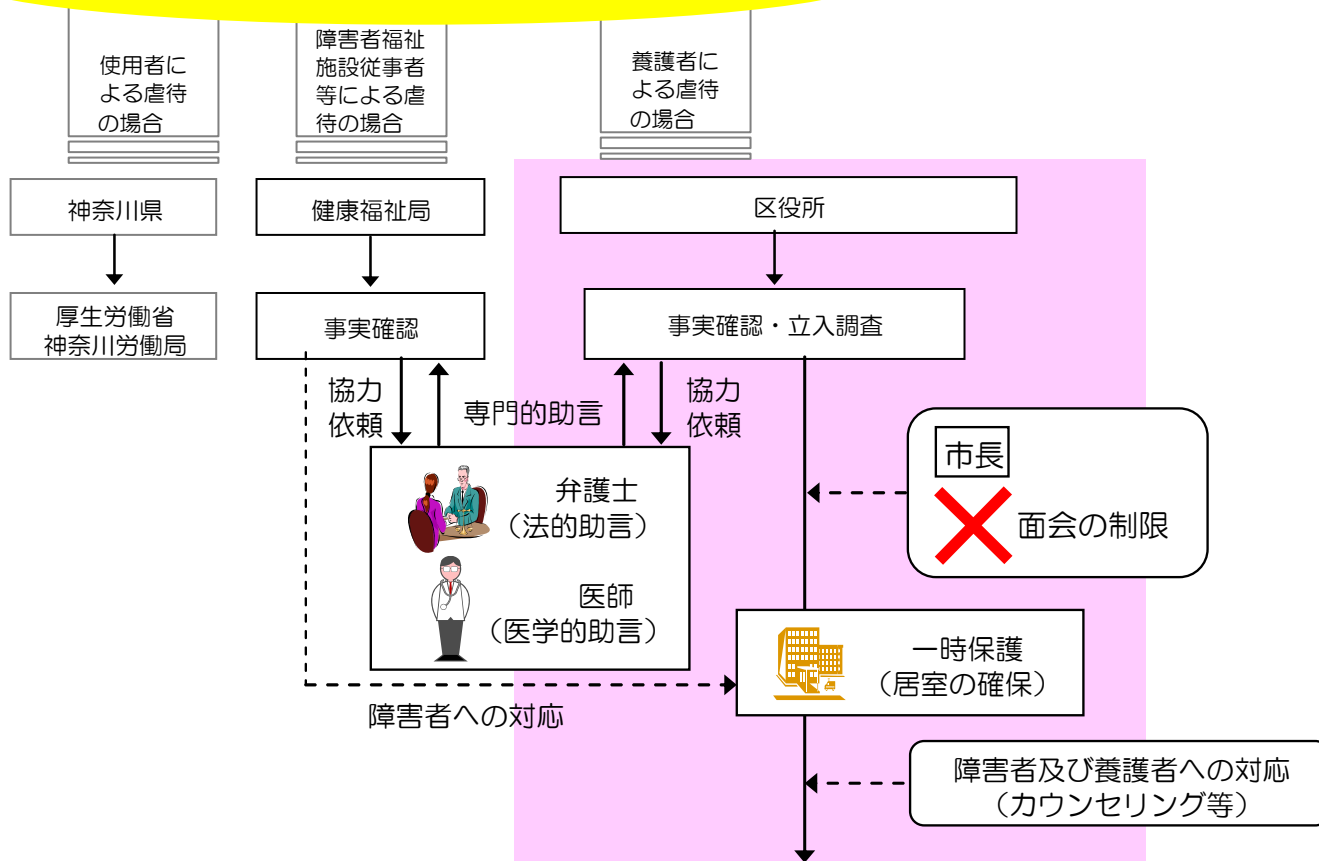 使用者に
よる虐待
の場合
障害者福祉
施設従事者
等による虐
待の場合
養護者に
よる虐待
の場合
神奈川県
健康福祉局
区役所
厚生労働省
神奈川労働局
事実確認
事実確認・立入調査
協力
依頼
専門的助言
協力
依頼
市長
面会の制限
弁護士
（法的助言）
医師
（医学的助言）
一時保護
（居室の確保）
障害者への対応
障害者及び養護者への対応
（カウンセリング等）